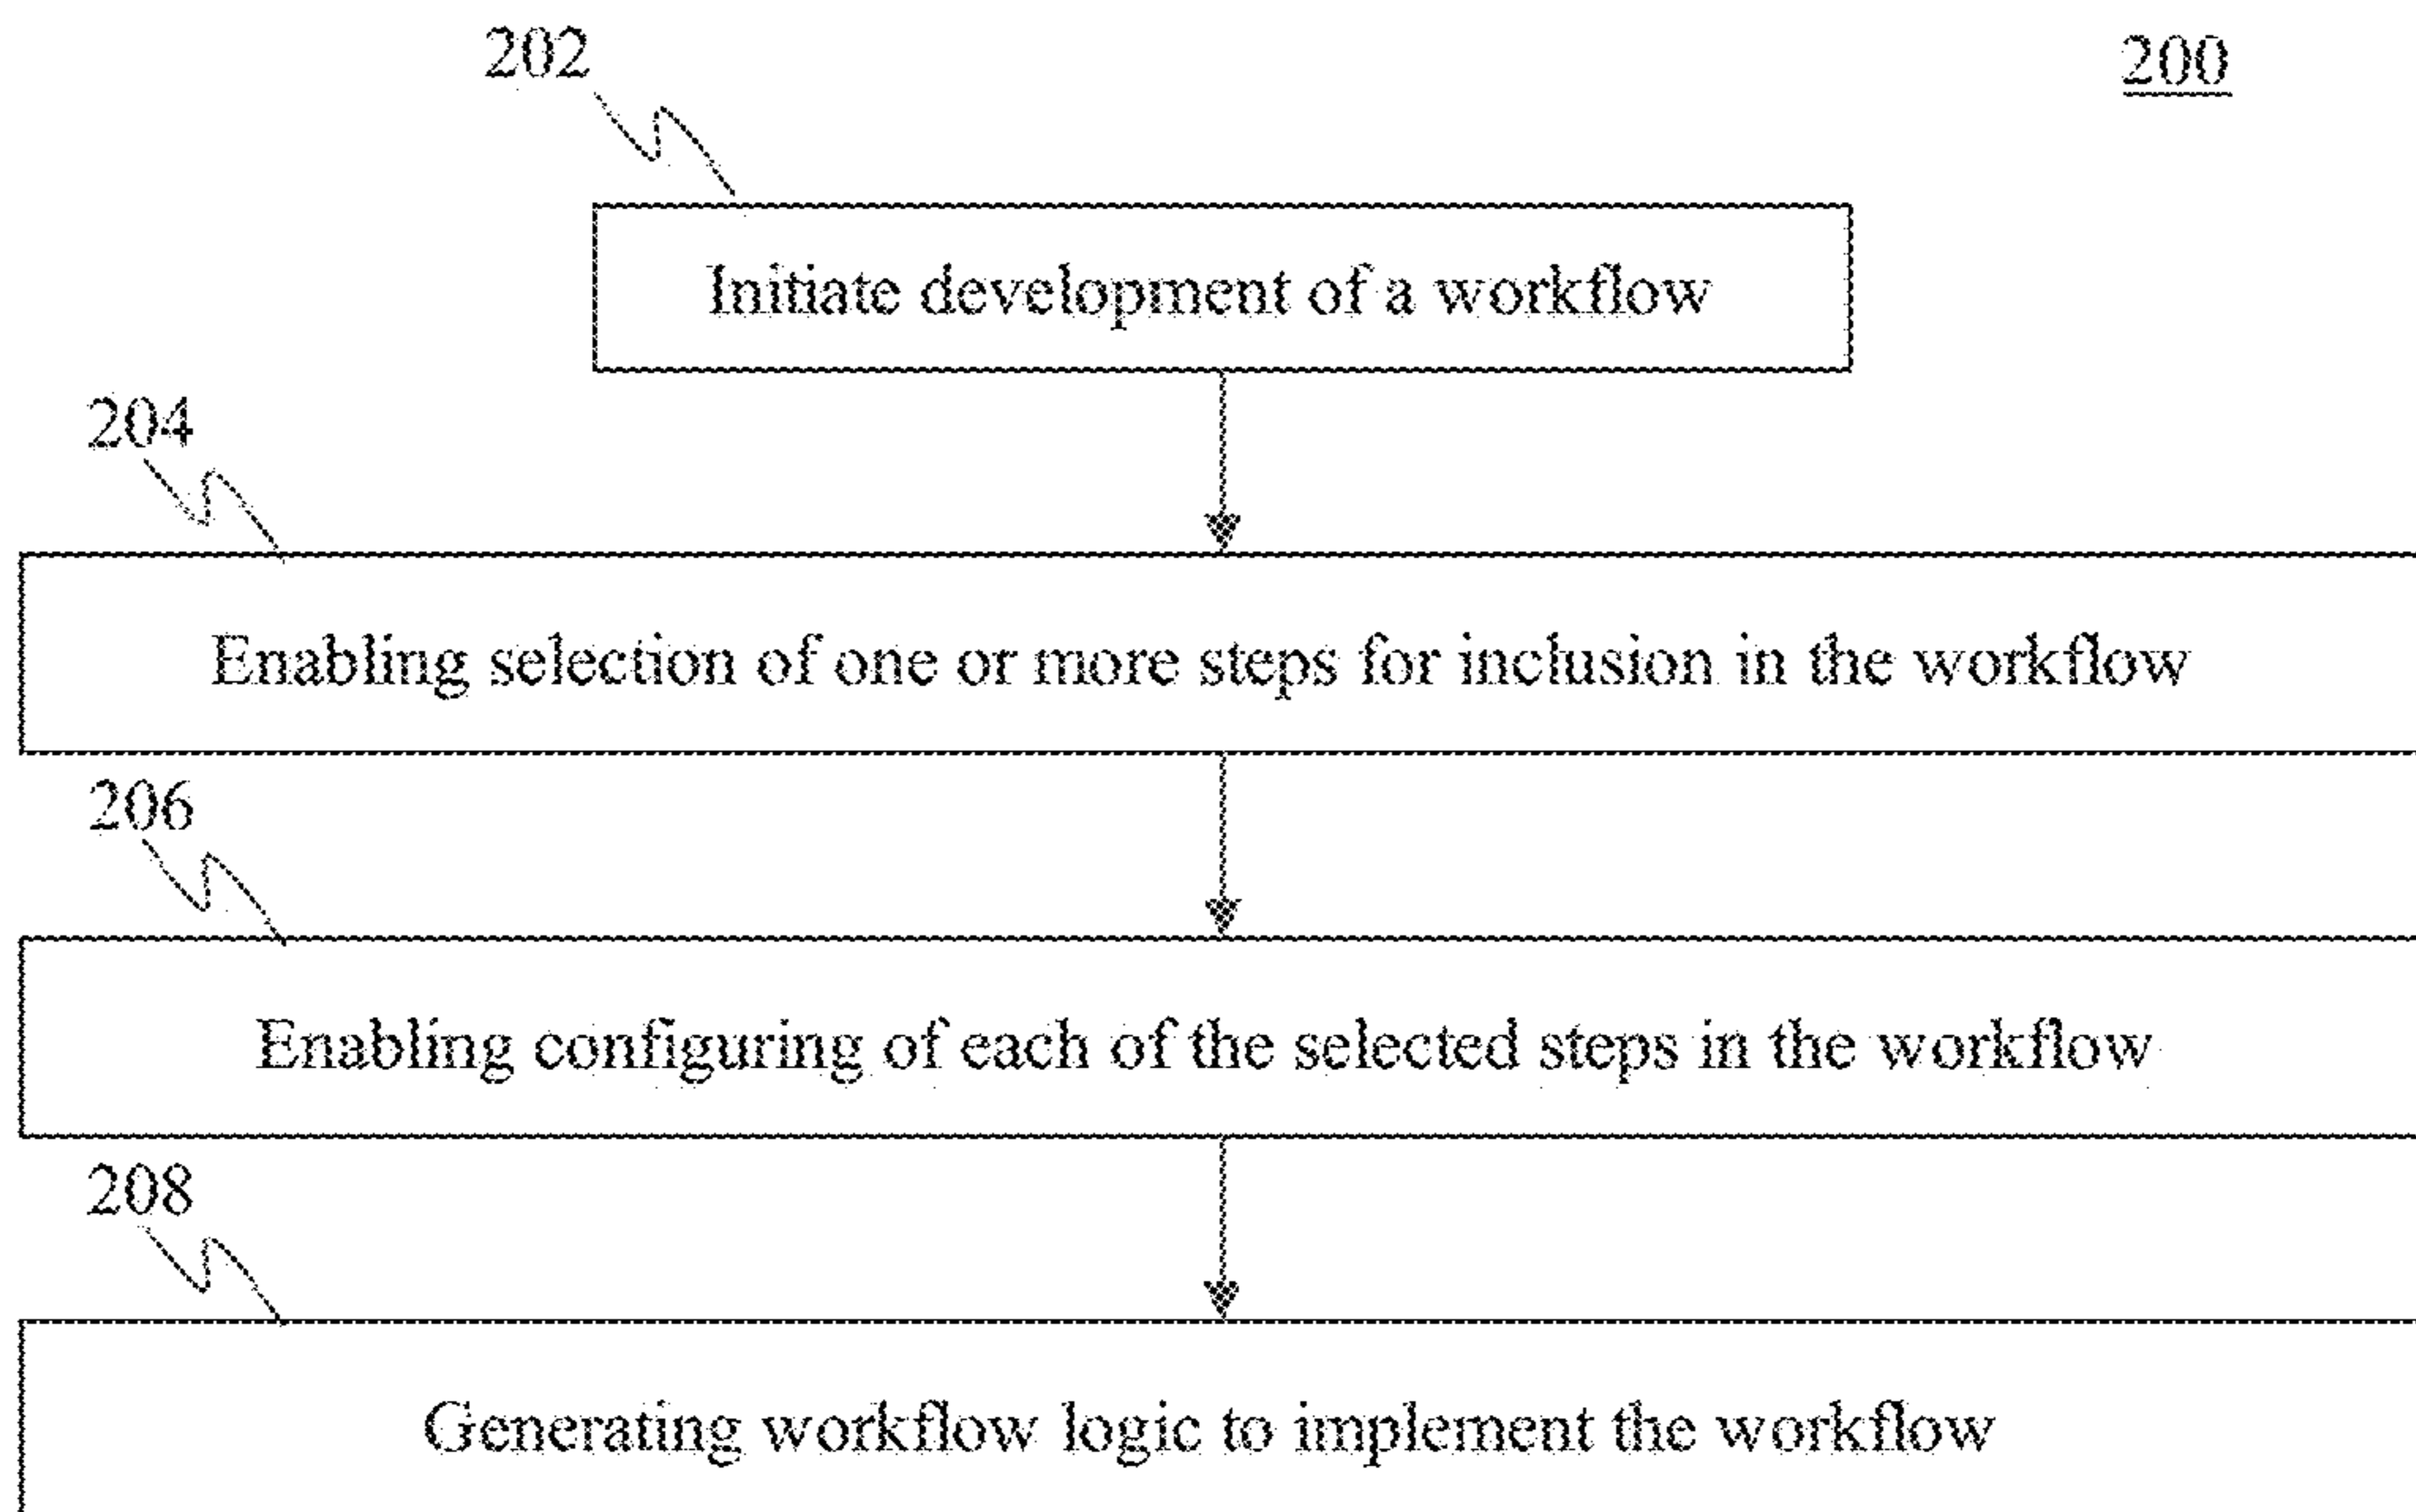 202
200
Initiate development of a workflow
204
Enabling selection of one or more steps for inclusion in the workflow
206
Enabling configuring of each of the selected steps in the workflow
208
Generating workflow logic to implement the workflow